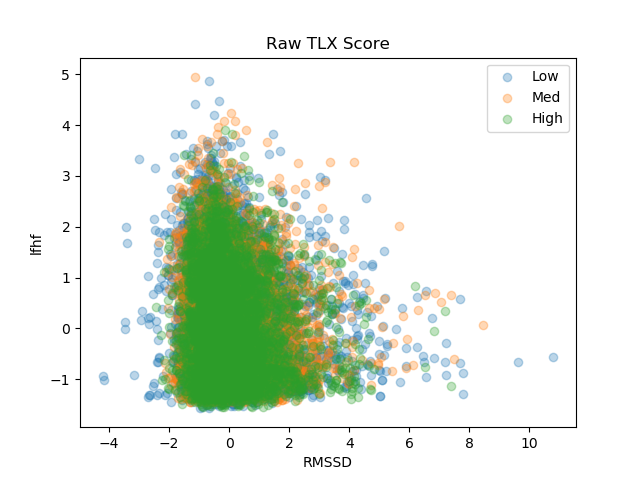 Raw TLX Score
Low
Med
High
5
4
3
2
1
0
−1
lfhf
−4 −2 0 2 4 6 8 10
RMSSD